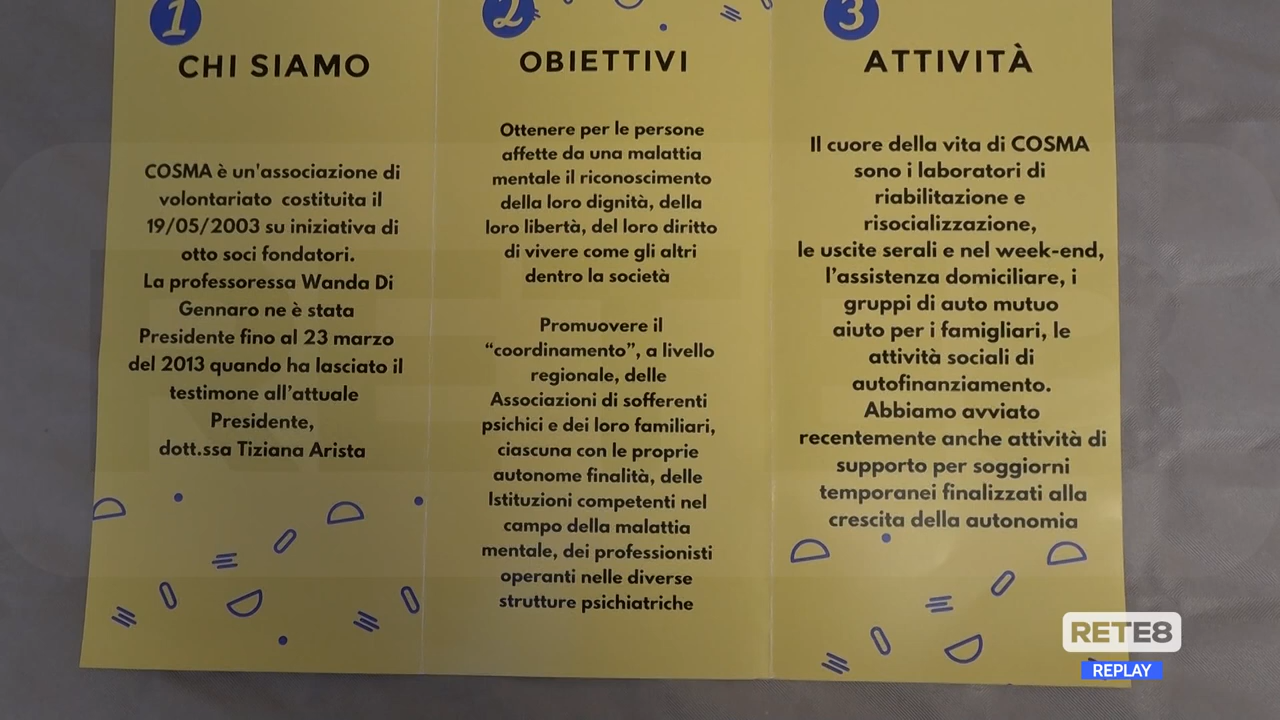 1
CHI SIAMO
COSMA è un'associazione di
volontariato costituita il
19/05/2003 su iniziativa di
otto soci fondatori.
La professoressa Wanda Di
Gennaro ne è stata
Presidente fino al 23 marzo
del 2013 quando ha lasciato il
testimone all'attuale
Presidente,
dott.ssa Tiziana Arista
2
OBIETTIVI
Ottenere per le persone
affette da una malattia
mentale il riconoscimento
della loro dignità, della
loro libertà, del loro diritto
di vivere come gli altri
dentro la società
Promuovere il
“coordinamento”, a livello
regionale, delle
Associazioni di sofferenti
psichici e dei loro familiari,
ciascuna con le proprie
autonome finalità, delle
Istituzioni competenti nel
campo della malattia
mentale, dei professionisti
operanti nelle diverse
strutture psichiatriche
3
ATTIVITÀ
Il cuore della vita di COSMA
sono i laboratori di
riabilitazione e
risocializzazione,
le uscite serali e nel week-end,
l'assistenza domiciliare, i
gruppi di auto mutuo
aiuto per i famigliari, le
attività sociali di
autofinanziamento.
Abbiamo avviato
recentemente anche attività di
supporto per soggiorni
temporanei finalizzati alla
crescita della autonomia
RETE8
REPLAY